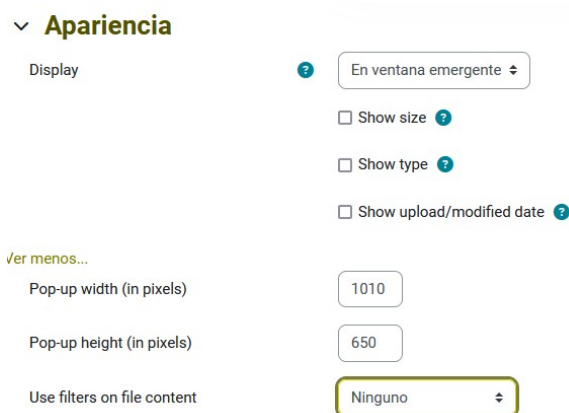 Apariencia
Display ? En ventana emergente
Show size ?
Show type ?
Show upload/modified date ?
Ver menos...
Pop-up width (in pixels) 1010
Pop-up height (in pixels) 650
Use filters on file content Ninguno